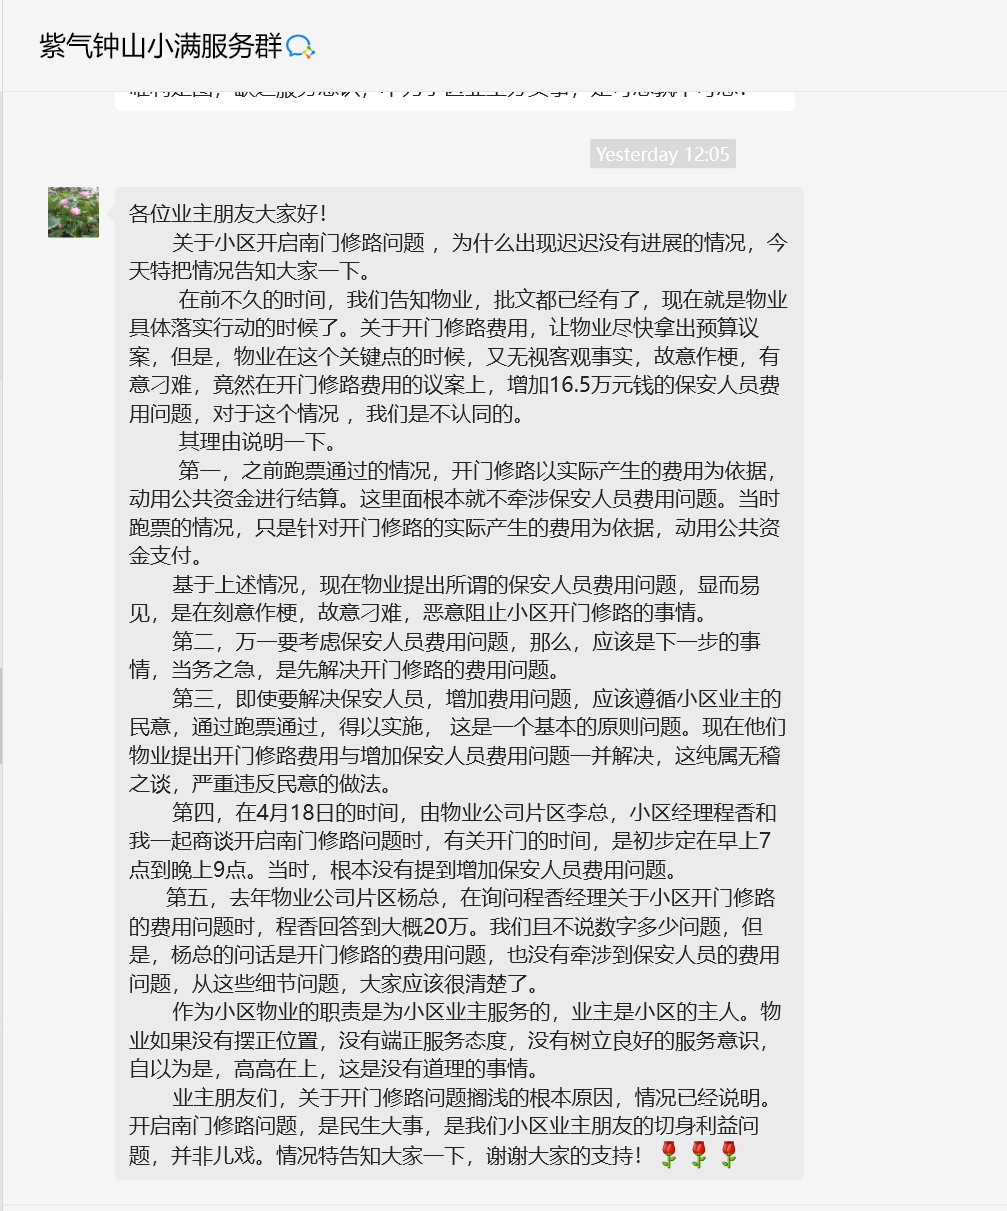 紫气钟山小满服务群
Yesterday 12:05
各位业主朋友大家好！
关于小区开启南门修路问题 ，为什么出现迟迟没有进展的情况，今
天特把情况告知大家一下。
在前不久的时间，我们告知物业，批文都已经有了，现在就是物业
具体落实行动的时候了。关于开门修路费用，让物业尽快拿出预算议
案，但是，物业在这个关键点的时候，又无视客观事实，故意作梗，有
意刁难，竟然在开门修路费用的议案上，增加16.5万元钱的保安人员费
用问题，对于这个情况 ，我们是不认同的。
其理由说明一下。
第一，之前跑票通过的情况，开门修路以实际产生的费用为依据，
动用公共资金进行结算。这里面根本就不牵涉保安人员费用问题。当时
跑票的情况，只是针对开门修路的实际产生的费用为依据，动用公共资
金支付。
基于上述情况，现在物业提出所谓的保安人员费用问题，显而易
见，是在刻意作梗，故意刁难，恶意阻止小区开门修路的事情。
第二，万一要考虑保安人员费用问题，那么，应该是下一步的事
情，当务之急，是先解决开门修路的费用问题。
第三，即使要解决保安人员，增加费用问题，应该遵循小区业主的
民意，通过跑票通过，得以实施， 这是一个基本的原则问题。现在他们
物业提出开门修路费用与增加保安人员费用问题一并解决，这纯属无稽
之谈，严重违反民意的做法。
第四，在4月18日的时间，由物业公司片区李总，小区经理程香和
我一起商谈开启南门修路问题时，有关开门的时间，是初步定在早上7
点到晚上9点。当时，根本没有提到增加保安人员费用问题。
第五，去年物业公司片区杨总，在询问程香经理关于小区开门修路
的费用问题时，程香回答到大概20万。我们且不说数字多少问题，但
是，杨总的问话是开门修路的费用问题，也没有牵涉到保安人员的费用
问题，从这些细节问题，大家应该很清楚了。
作为小区物业的职责是为小区业主服务的，业主是小区的主人。物
业如果没有摆正位置，没有端正服务态度，没有树立良好的服务意识，
自以为是，高高在上，这是没有道理的事情。
业主朋友们，关于开门修路问题搁浅的根本原因，情况已经说明。
开启南门修路问题，是民生大事，是我们小区业主朋友的切身利益问
题，并非儿戏。情况特告知大家一下，谢谢大家的支持！🌹🌹🌹